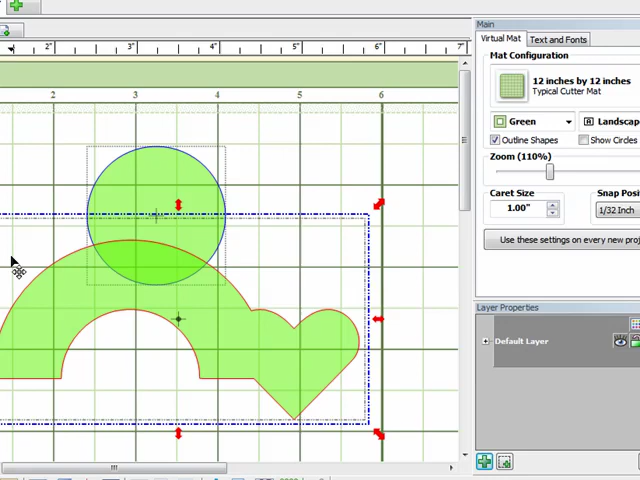 Main
Virtual Mat
Text and Fonts
2" 3" 4" 5" 6" 7"
Mat Configuration
2 3 4 5 6
12 inches by 12 inches
Typical Cutter Mat
Green
Landscap
Outline Shapes
Show Circles
Zoom (110%)
Caret Size
Snap Posi
1.00"
1/32 Inch
Use these settings on every new proj
Layer Properties
Default Layer